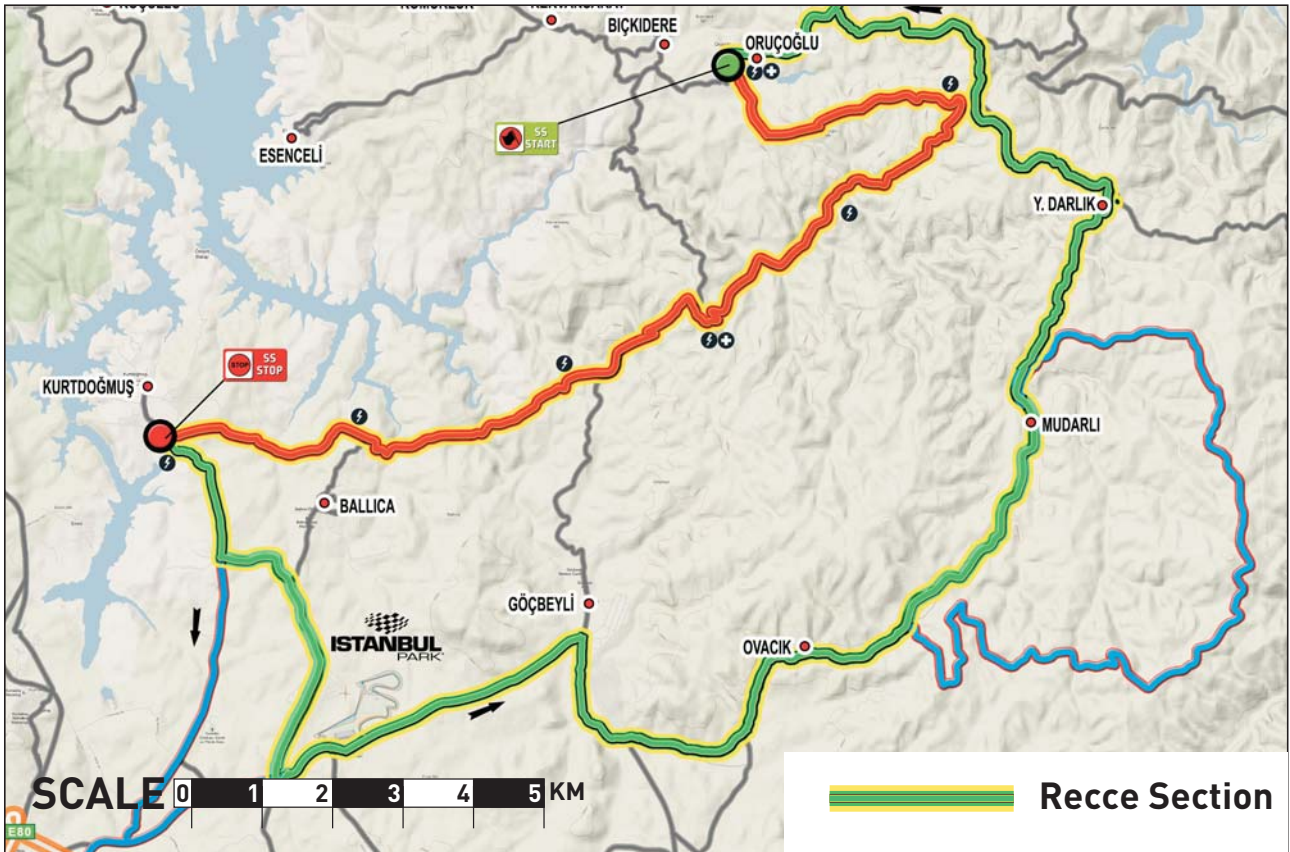 BIÇKIDERE
ORUÇOĞLU
SS
START
ESENCELİ
Y. DARLIK
SS
STOP
STOP
KURTDOĞMUŞ
MUDARLI
BALLICA
GÖÇBEYLİ
ISTANBUL
PARK
OVACIK
SCALE 0 1 2 3 4 5 KM
Recce Section
E80